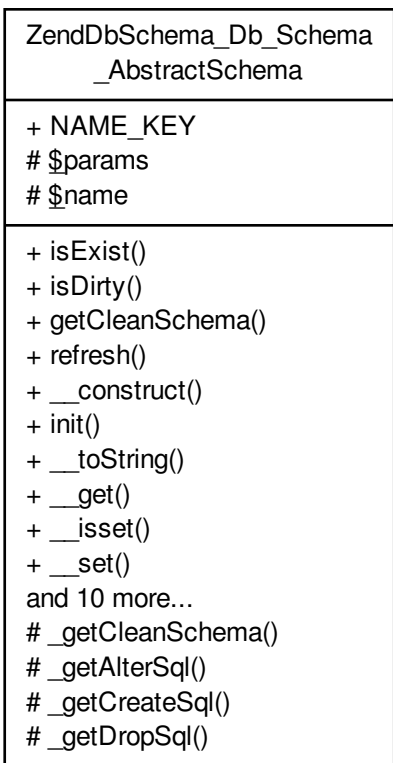 ZendDbSchema_Db_Schema
_AbstractSchema
+ NAME_KEY
# $params
# $name
+ isExist()
+ isDirty()
+ getCleanSchema()
+ refresh()
+ __construct()
+ init()
+ __toString()
+ __get()
+ __isset()
+ __set()
and 10 more...
# _getCleanSchema()
# _getAlterSql()
# _getCreateSql()
# _getDropSql()